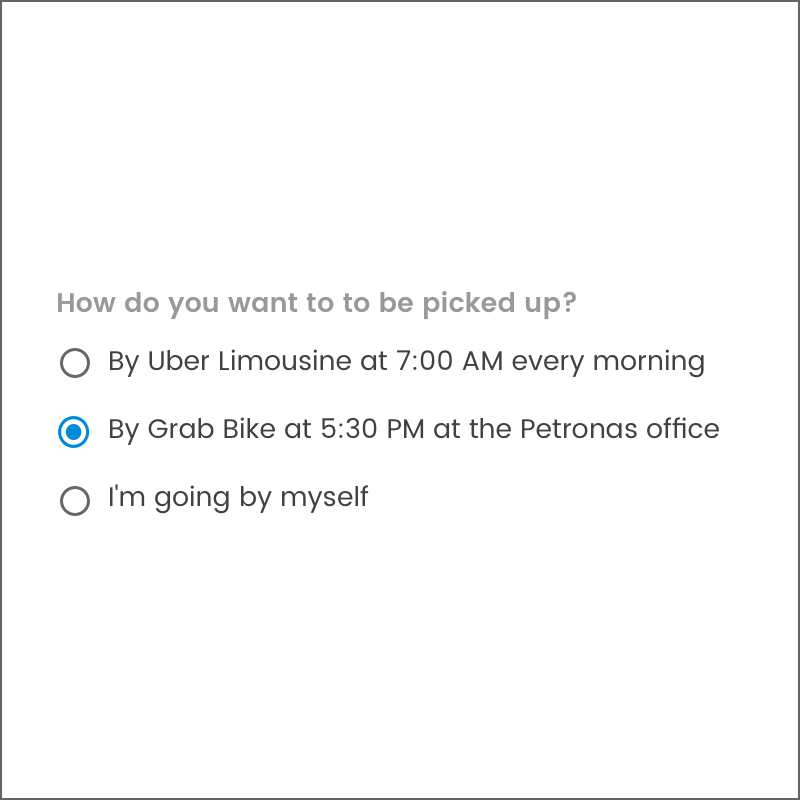 How do you want to to be picked up?
By Uber Limousine at 7:00 AM every morning
By Grab Bike at 5:30 PM at the Petronas office
I'm going by myself